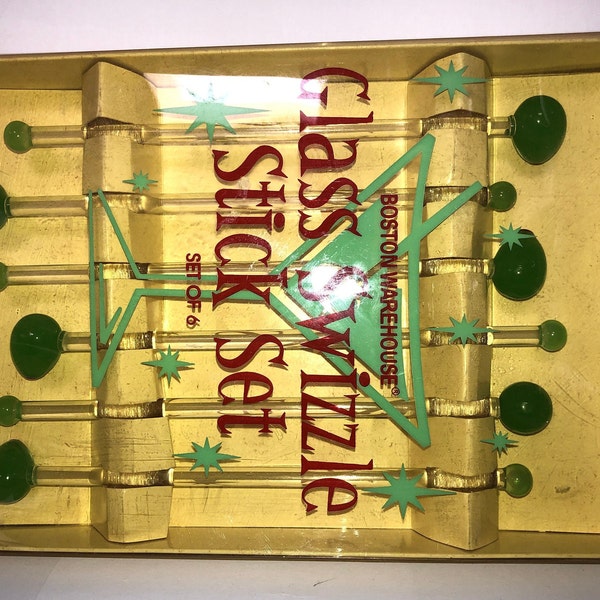 BOSTON WAREHOUSE®
Glass Swizzle
Stick Set
SET OF 6